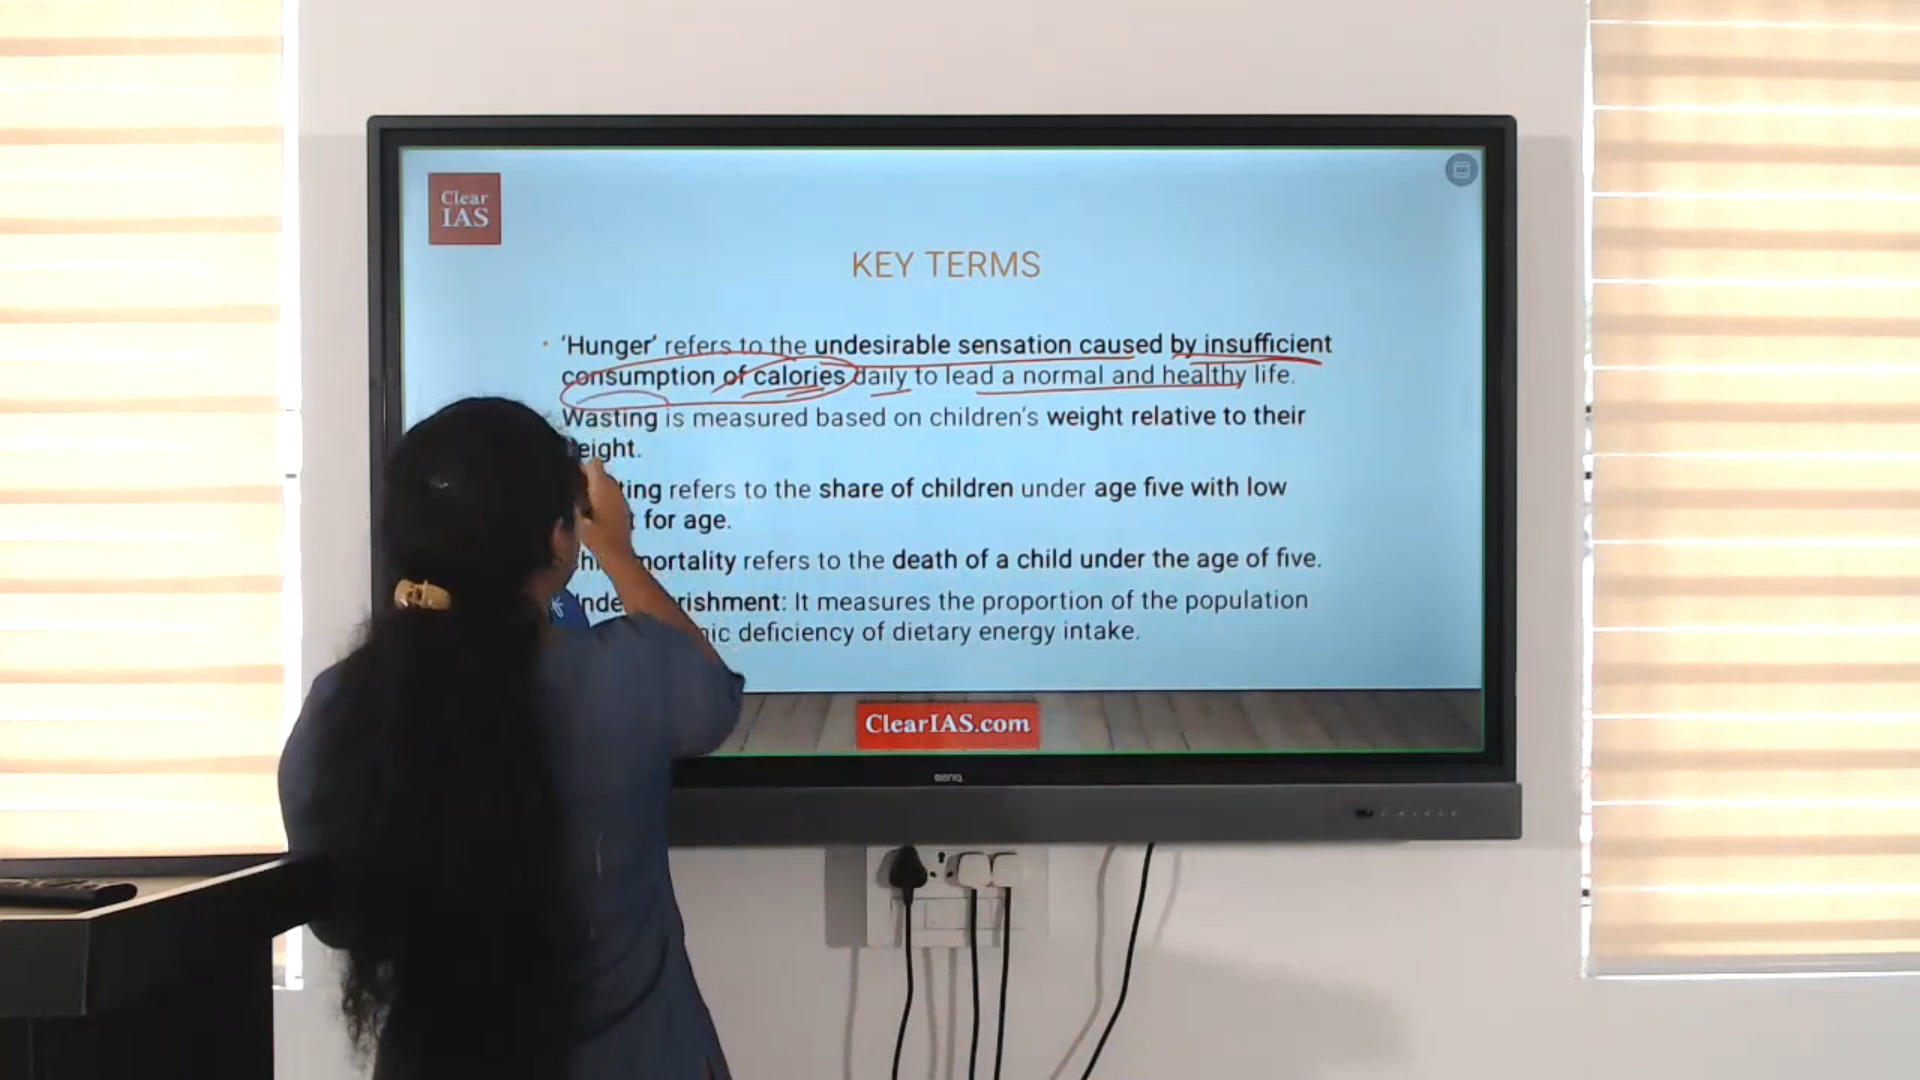 Clear
IAS
KEY TERMS
‘Hunger’ refers to the undesirable sensation caused by insufficient
consumption of calories daily to lead a normal and healthy life.
Wasting is measured based on children’s weight relative to their
eight.
ting refers to the share of children under age five with low
for age.
mortality refers to the death of a child under the age of five.
rishment: It measures the proportion of the population
deficiency of dietary energy intake.
ClearIAS.com
BenQ